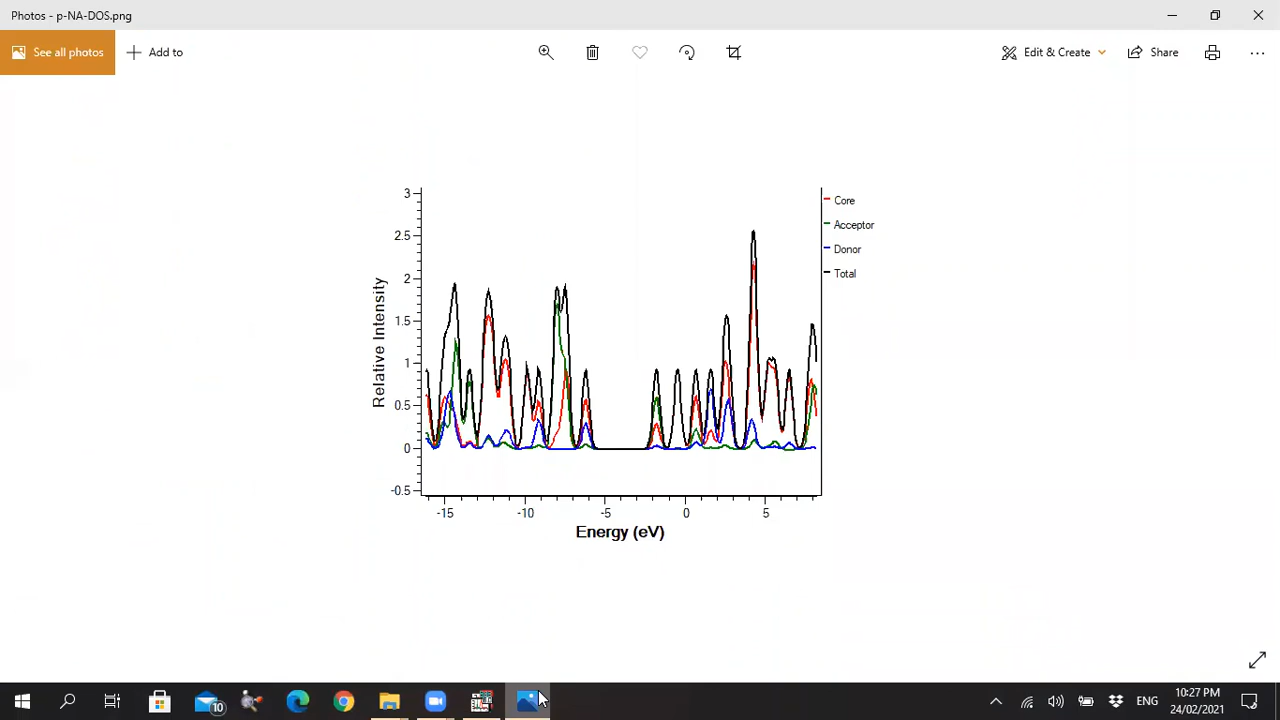 Photos - p-NA-DOS.png
See all photos
Add to
Edit & Create
Share
3
2.5
2
1.5
1
0.5
0
-0.5
Relative Intensity
-15
-10
-5
0
5
Energy (eV)
Core
Acceptor
Donor
Total
10
ENG
10:27 PM
24/02/2021